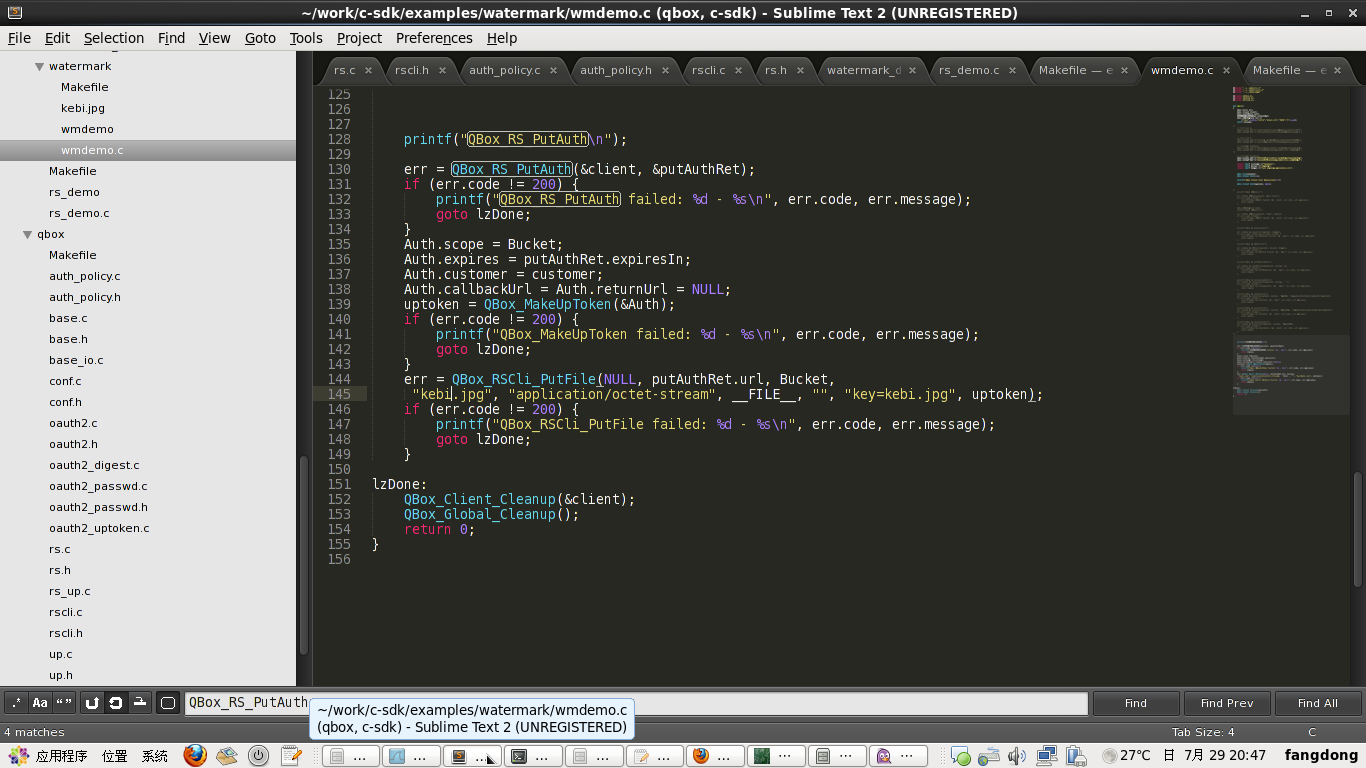 ~/work/c-sdk/examples/watermark/wmdemo.c (qbox, c-sdk) - Sublime Text 2 (UNREGISTERED)
File Edit Selection Find View Goto Tools Project Preferences Help
rs.c × rscli.h × auth_policy.c × auth_policy.h × rscli.c × rs.h × watermark_d × rs_demo.c × Makefile — e × wmdemo.c × Makefile — e ×
watermark
Makefile
kebi.jpg
wmdemo
wmdemo.c
Makefile
rs_demo
rs_demo.c
qbox
Makefile
auth_policy.c
auth_policy.h
base.c
base.h
base_io.c
conf.c
conf.h
oauth2.c
oauth2.h
oauth2_digest.c
oauth2_passwd.c
oauth2_passwd.h
oauth2_uptoken.c
rs.c
rs.h
rs_up.c
rscli.c
rscli.h
up.c
up.h
125
126
127
128 printf("QBox_RS_PutAuth\n");
129
130 err = QBox_RS_PutAuth(&client, &putAuthRet);
131 if (err.code != 200) {
132 printf("QBox_RS_PutAuth failed: %d - %s\n", err.code, err.message);
133 goto lzDone;
134 }
135 Auth.scope = Bucket;
136 Auth.expires = putAuthRet.expiresIn;
137 Auth.customer = customer;
138 Auth.callbackUrl = Auth.returnUrl = NULL;
139 uptoken = QBox_MakeUpToken(&Auth);
140 if (err.code != 200) {
141 printf("QBox_MakeUpToken failed: %d - %s\n", err.code, err.message);
142 goto lzDone;
143 }
144 err = QBox_RSCli_PutFile(NULL, putAuthRet.url, Bucket,
145 "kebi.jpg", "application/octet-stream", __FILE__, "", "key=kebi.jpg", uptoken);
146 if (err.code != 200) {
147 printf("QBox_RSCli_PutFile failed: %d - %s\n", err.code, err.message);
148 goto lzDone;
149 }
150
151 lzDone:
152 QBox_Client_Cleanup(&client);
153 QBox_Global_Cleanup();
154 return 0;
155 }
156
.* Aa “ ” QBox_RS_PutAuth Find Find Prev Find All
~/work/c-sdk/examples/watermark/wmdemo.c
(qbox, c-sdk) - Sublime Text 2 (UNREGISTERED)
4 matches Tab Size: 4 C
应用程序 位置 系统 ... ... ... ... ... ... ... ... ... ... 27°C 日 7月 29 20:47 fangdong